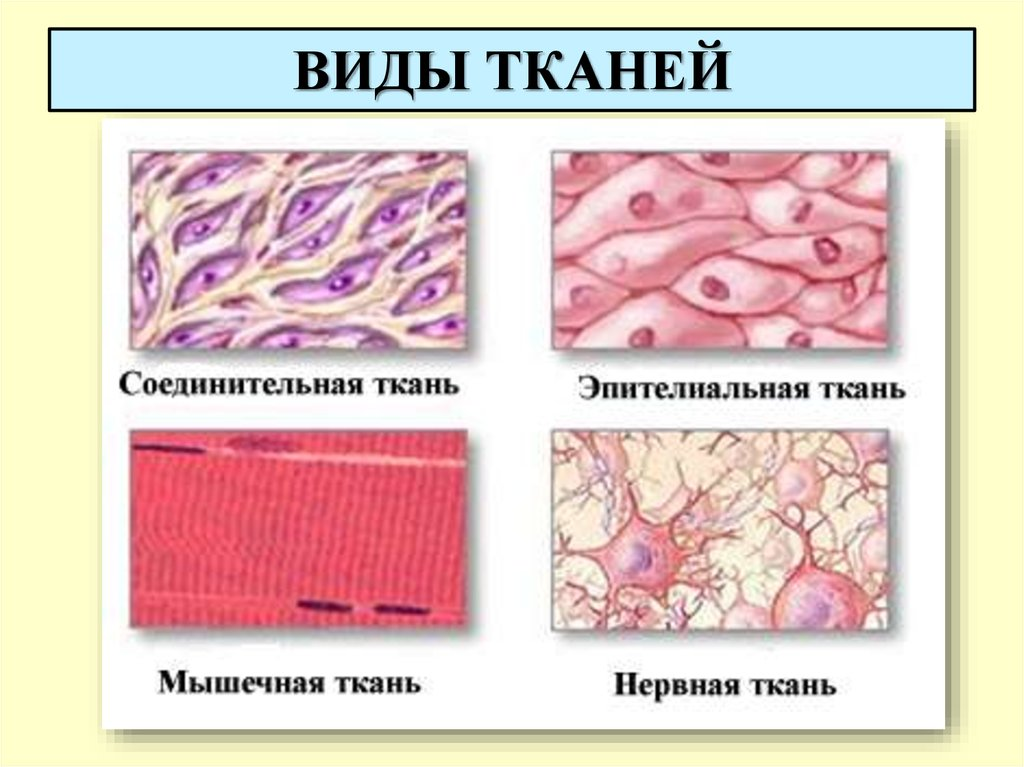 ВИДЫ ТКАНЕЙ
Соединительная ткань
Эпителиальная ткань
Мышечная ткань
Нервная ткань